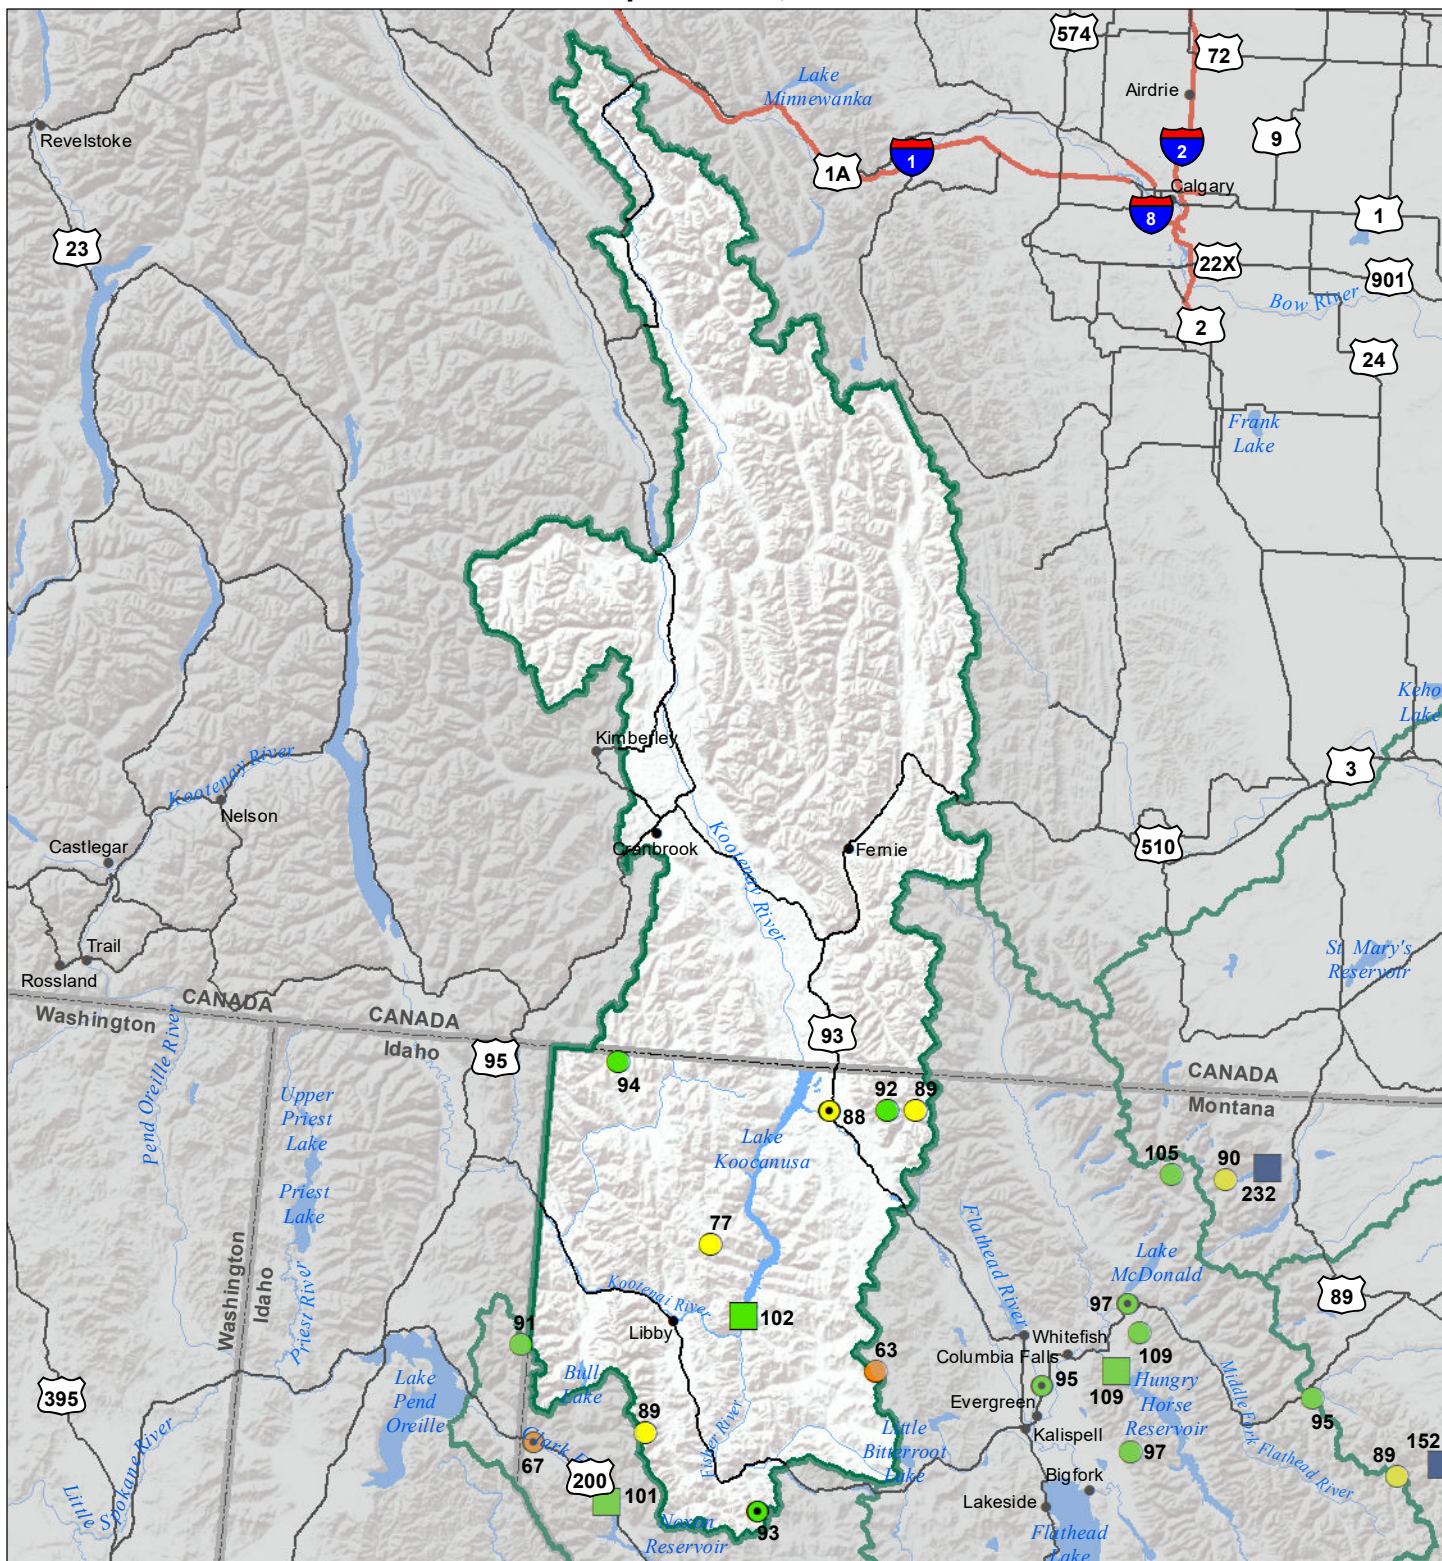 574
72
Lake
Minnewanka
Airdrie
Revelstoke
1A
1
2
9
Calgary
8
1
23
22X
901
Bow River
2
24
Frank
Lake
Keho
Lake
Kimberley
3
Kootenay River
Nelson
Castlegar
Cranbrook
Kootenay River
Fernie
510
Trail
Rossland
St. Mary's
Reservoir
CANADA
Washington
CANADA
Idaho
95
93
Pend Oreille River
94
CANADA
Montana
Upper
Priest
Lake
88
92
89
Lake
Koocanusa
105
90
232
Priest
Lake
77
Flathead River
Lake
McDonald
Washington
Idaho
Priest River
Kootenai River
102
Libby
97
89
91
Whitefish
Columbia Falls
109
63
109
95
Hungry
Horse
Reservoir
Middle Fork Flathead River
395
Lake
Pend
Oreille
Bull
Lake
Evergreen
Kalispell
95
89
Clark F
67
Fisher River
Little
Bitterroot
Lake
97
152
89
200
101
Bigfork
Lakeside
Little Spokane River
Noxon
Reservoir
93
Flathead
Lake